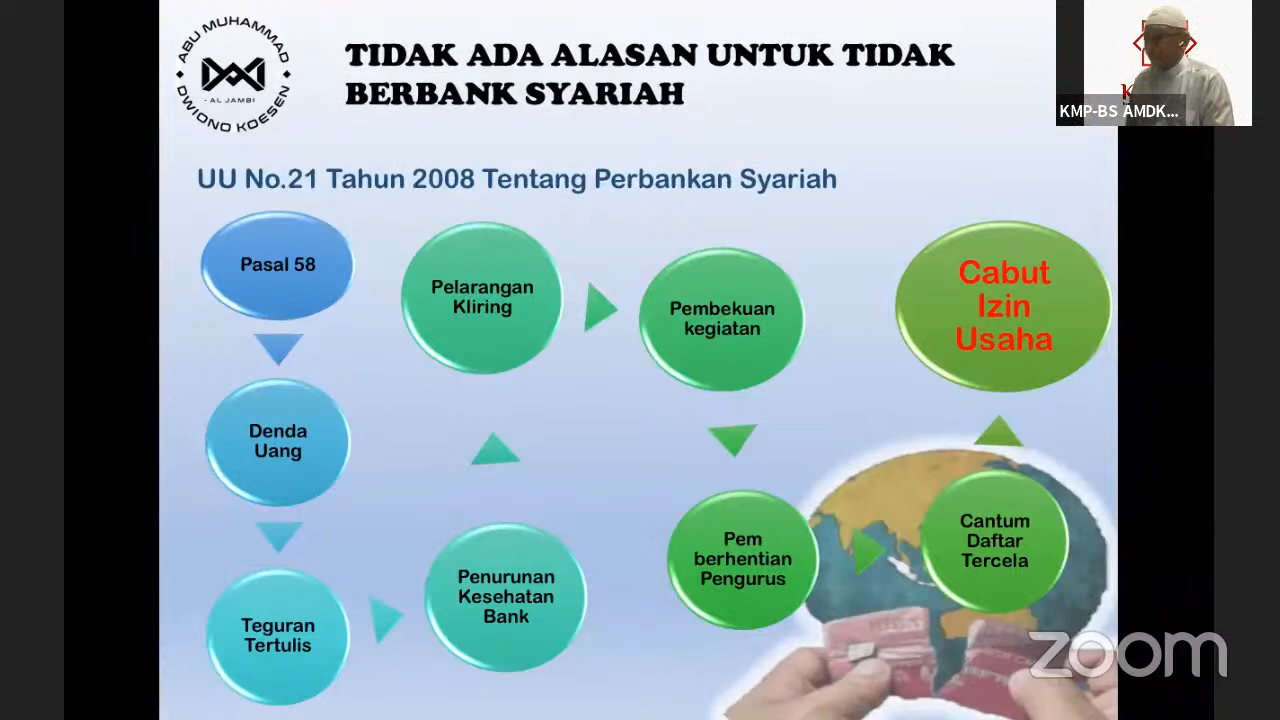 ABU MUHAMMAD
- AL JAMBI -
DWIONO KOESEN
TIDAK ADA ALASAN UNTUK TIDAK
BERBANK SYARIAH
KMP-BS AMDK...
UU No.21 Tahun 2008 Tentang Perbankan Syariah
Pasal 58
Denda
Uang
Teguran
Tertulis
Penurunan
Kesehatan
Bank
Pelarangan
Kliring
Pembekuan
kegiatan
Pem
berhentian
Pengurus
Cantum
Daftar
Tercela
Cabut
Izin
Usaha
zoom